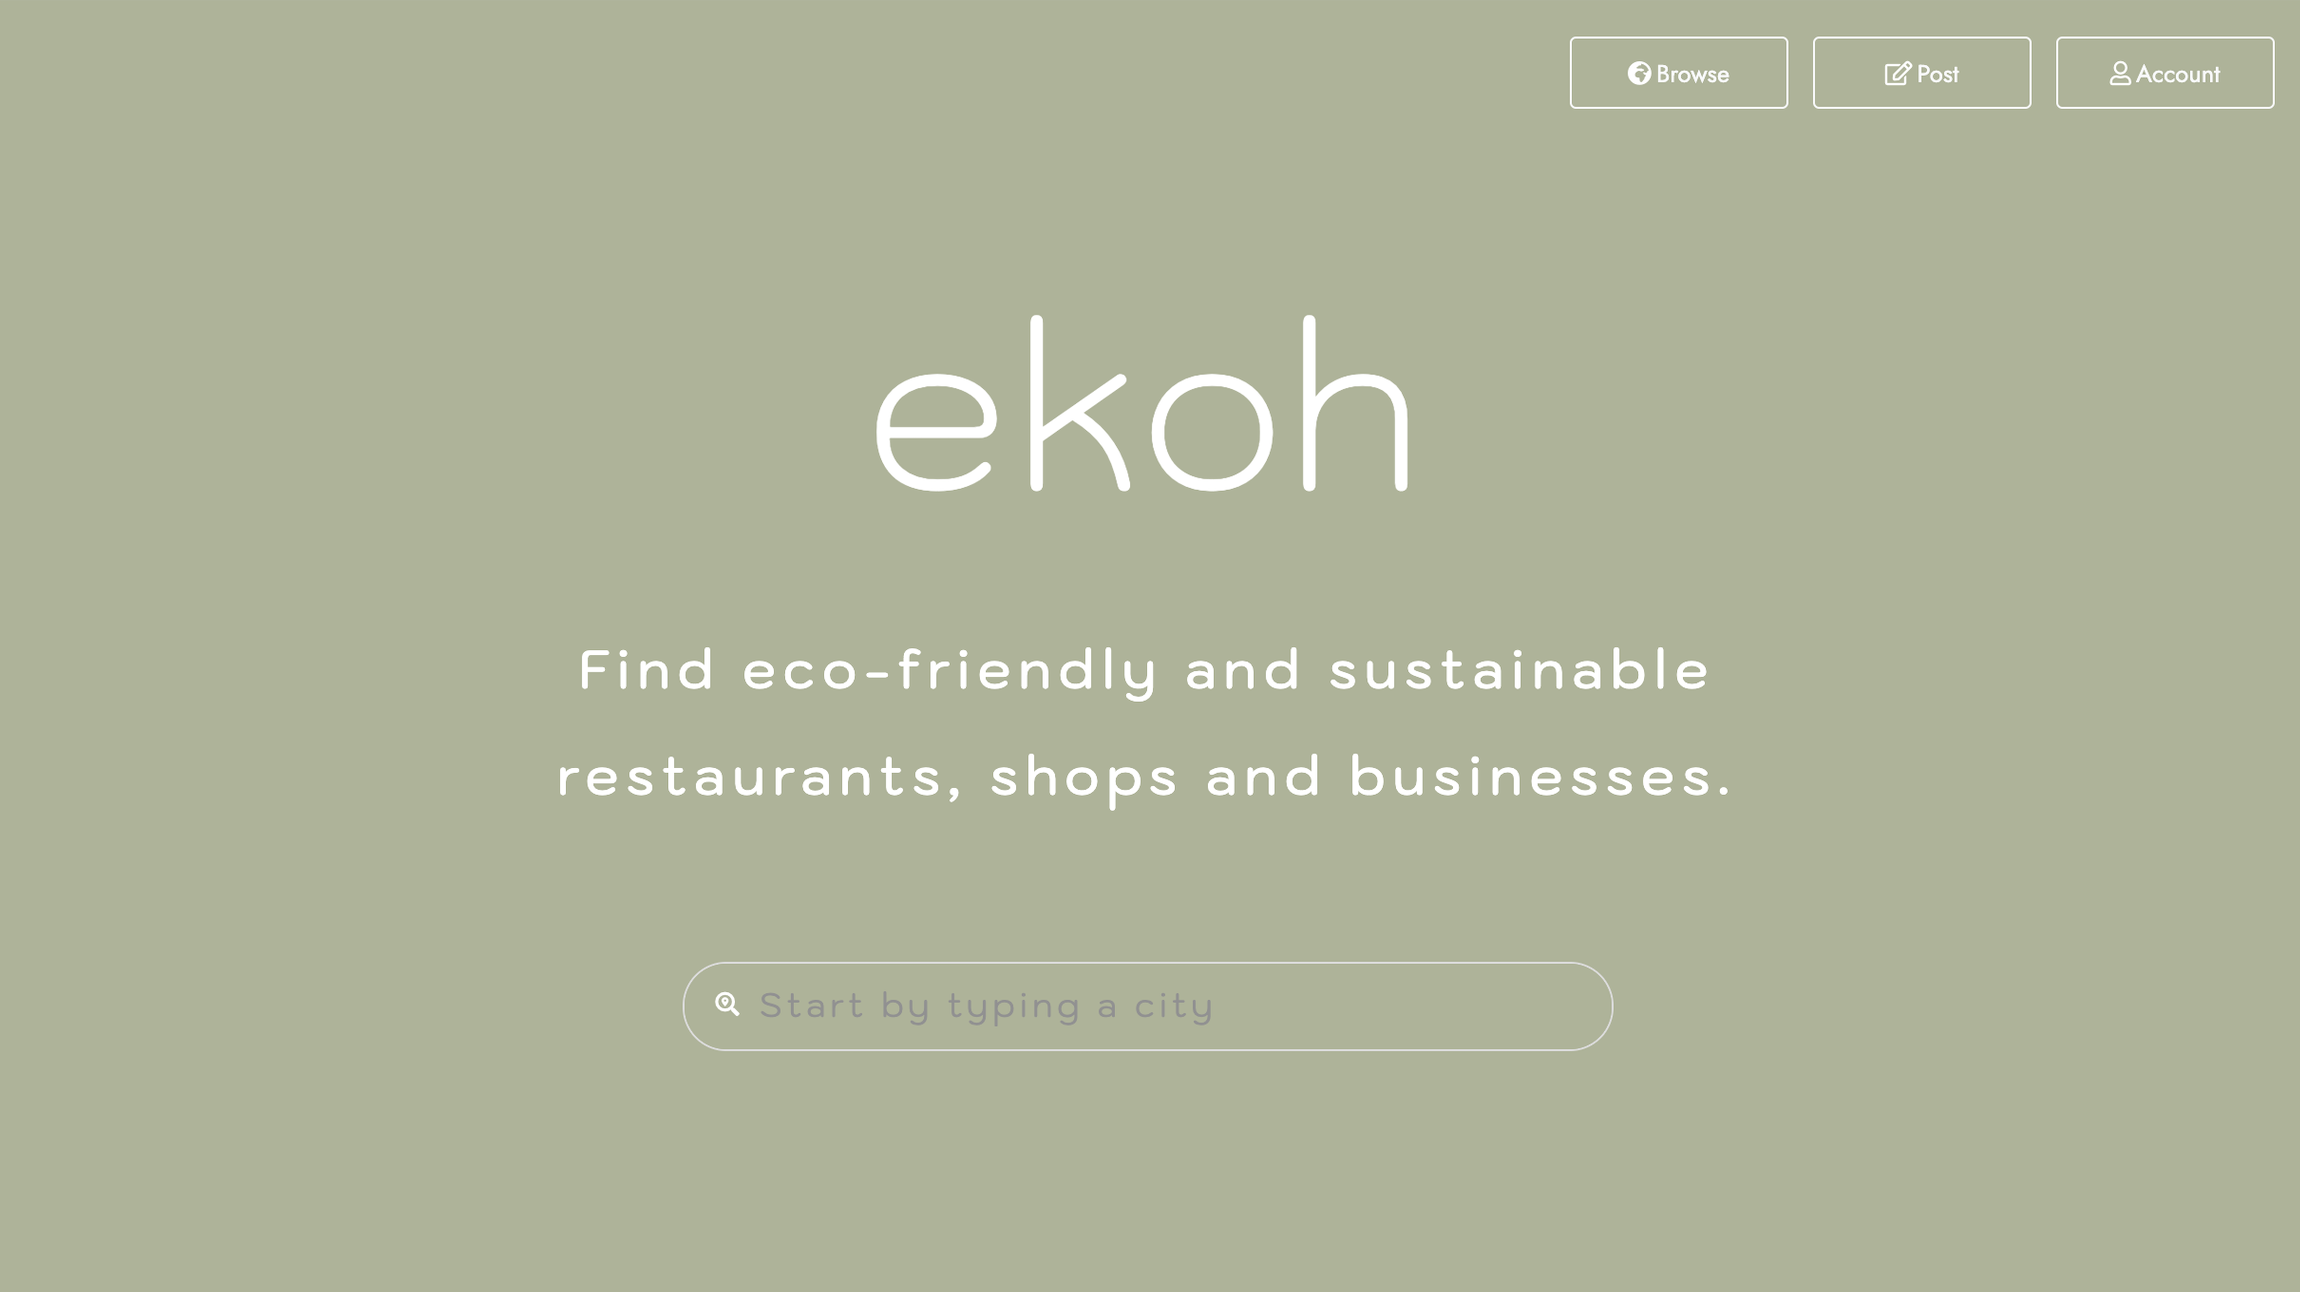 Browse
Post
Account
ekoh
Find eco-friendly and sustainable
restaurants, shops and businesses.
Start by typing a city